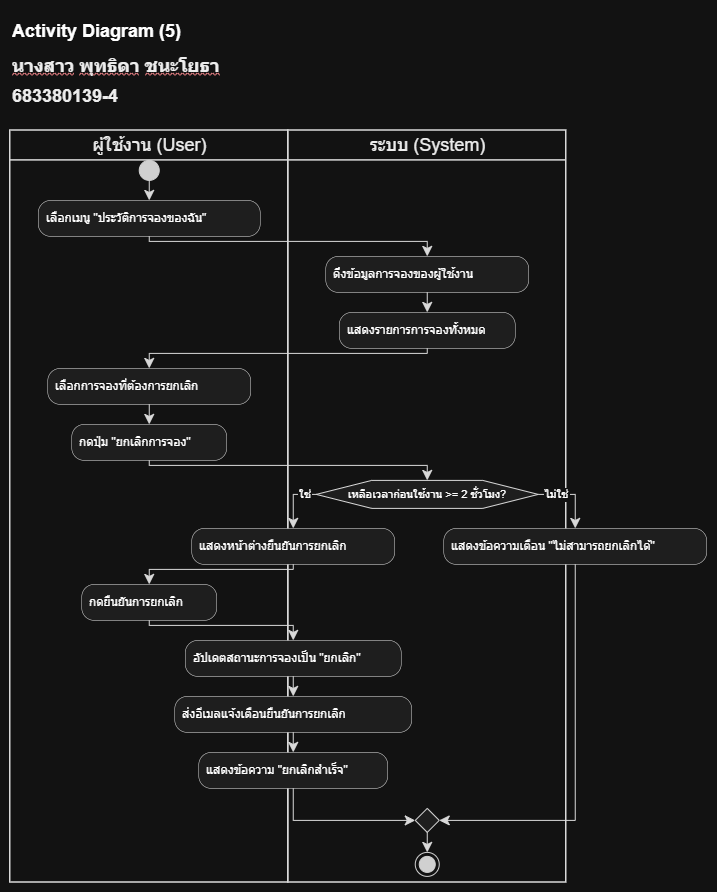 Activity Diagram (5)
นางสาว พุทธิดา ชนะโยธา
683380139-4
ผู้ใช้งาน (User)
ระบบ (System)
เลือกเมนู "ประวัติการจองของฉัน"
ดึงข้อมูลการจองของผู้ใช้งาน
แสดงรายการการจองทั้งหมด
เลือกการจองที่ต้องการยกเลิก
กดปุ่ม "ยกเลิกการจอง"
เหลือเวลาก่อนใช้งาน >= 2 ชั่วโมง?
ใช่
ไม่ใช่
แสดงหน้าต่างยืนยันการยกเลิก
แสดงข้อความเตือน "ไม่สามารถยกเลิกได้"
กดยืนยันการยกเลิก
อัปเดตสถานะการจองเป็น "ยกเลิก"
ส่งอีเมลแจ้งเตือนยืนยันการยกเลิก
แสดงข้อความ "ยกเลิกสำเร็จ"